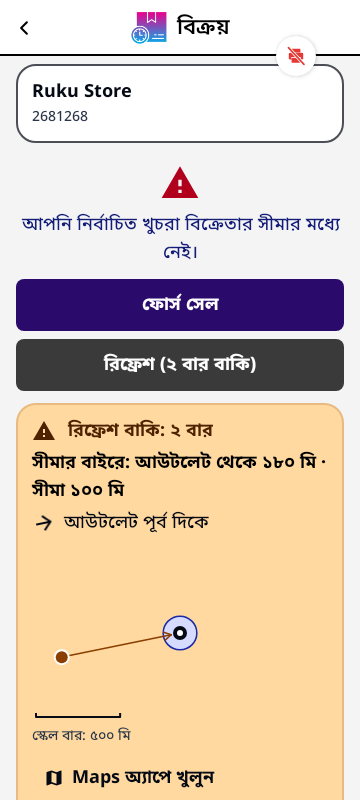 বিক্রয়
Ruku Store
2681268
আপনি নির্বাচিত খুচরা বিক্রেতার সীমার মধ্যে
নেই।
ফোর্স সেল
রিফ্রেশ (২ বার বাকি)
রিফ্রেশ বাকি: ২ বার
সীমার বাইরে: আউটলেট থেকে ১৮০ মি ·
সীমা ১০০ মি
আউটলেট পূর্ব দিকে
স্কেল বার: ৫০০ মি
Maps অ্যাপে খুলুন